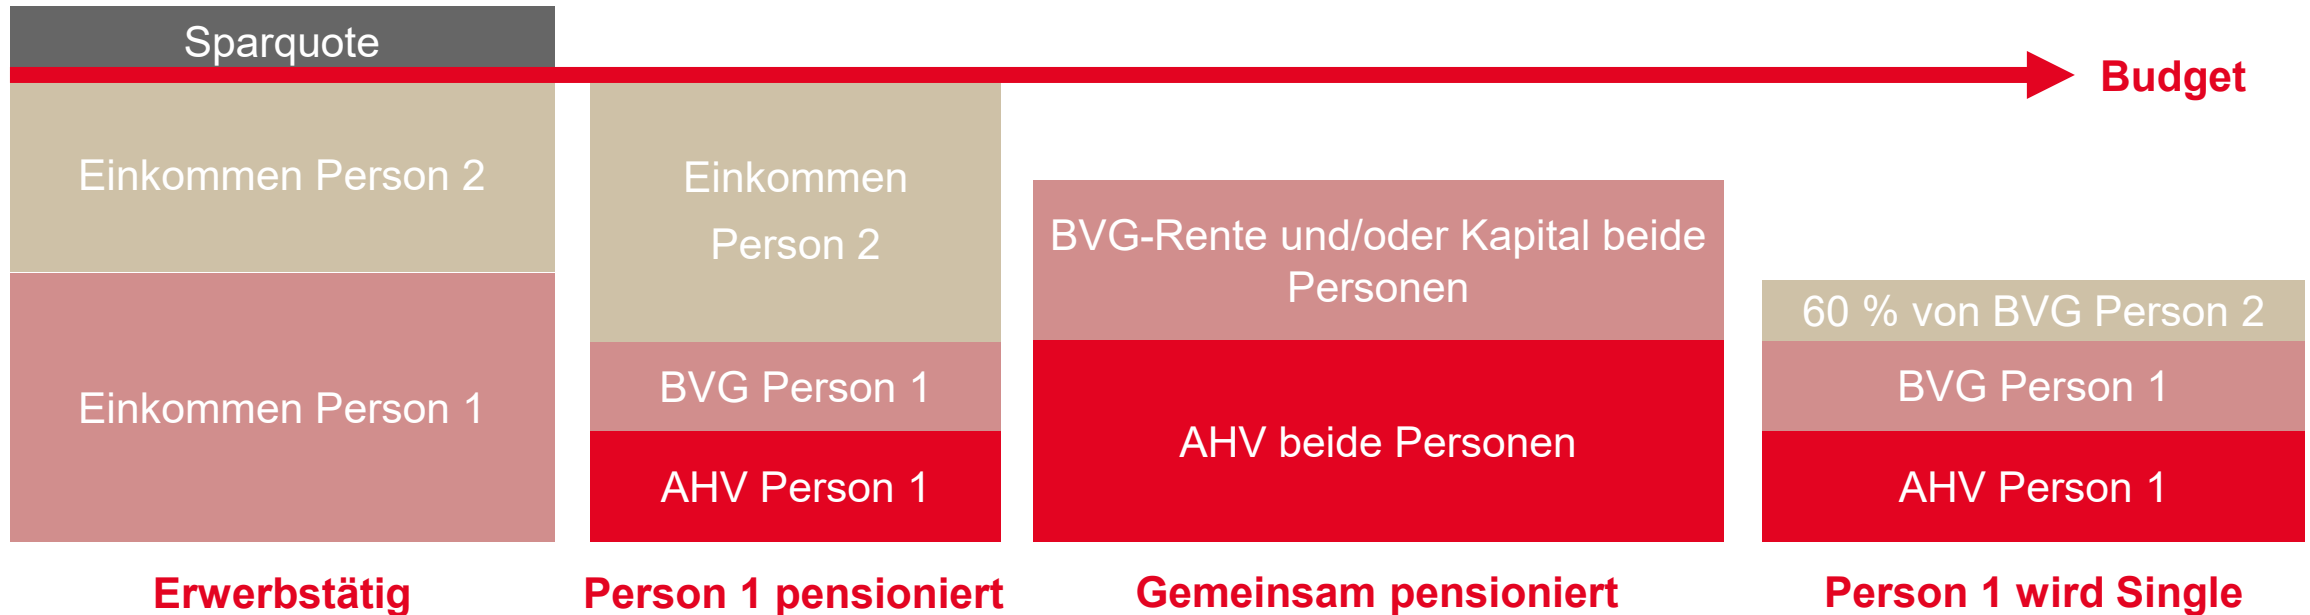 Sparquote
Budget
Einkommen Person 2
Einkommen Person 1
Erwerbstätig
Einkommen
Person 2
BVG Person 1
AHV Person 1
Person 1 pensioniert
BVG-Rente und/oder Kapital beide
Personen
AHV beide Personen
Gemeinsam pensioniert
60 % von BVG Person 2
BVG Person 1
AHV Person 1
Person 1 wird Single